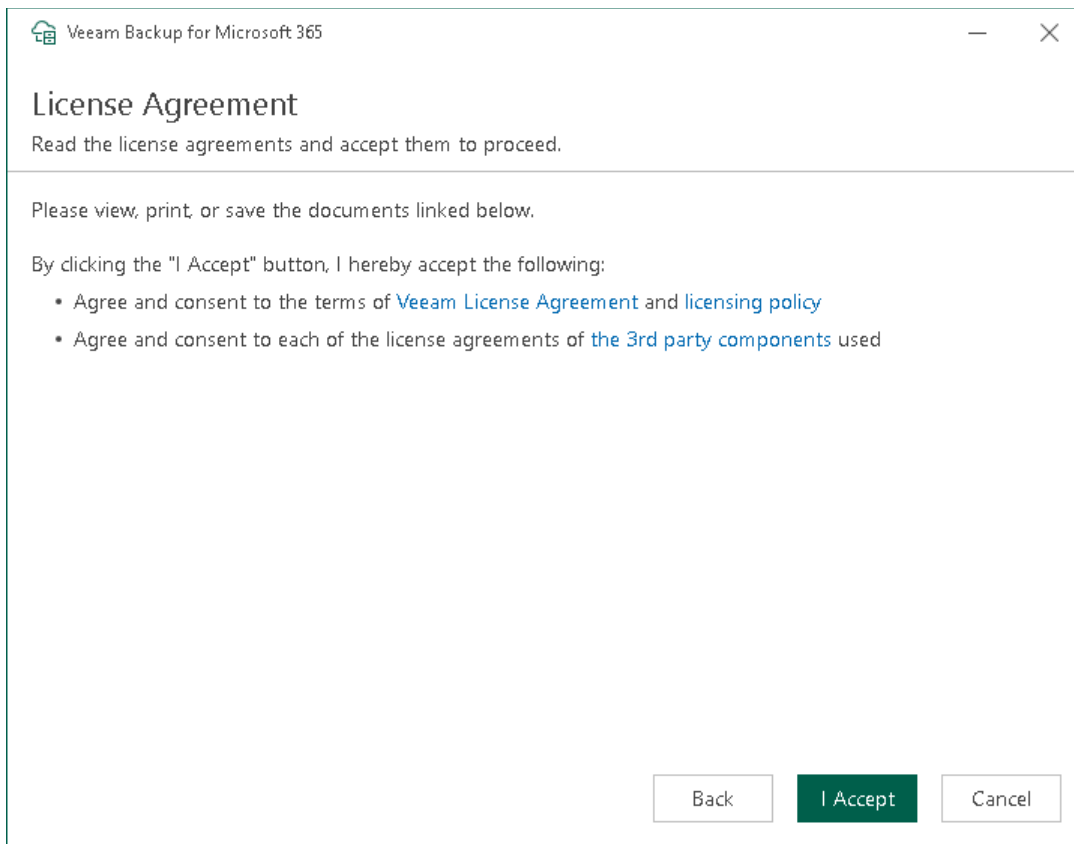 Veeam Backup for Microsoft 365
License Agreement
Read the license agreements and accept them to proceed.
Please view, print, or save the documents linked below.
By clicking the "I Accept" button, I hereby accept the following:
• Agree and consent to the terms of Veeam License Agreement and licensing policy
• Agree and consent to each of the license agreements of the 3rd party components used
Back I Accept Cancel